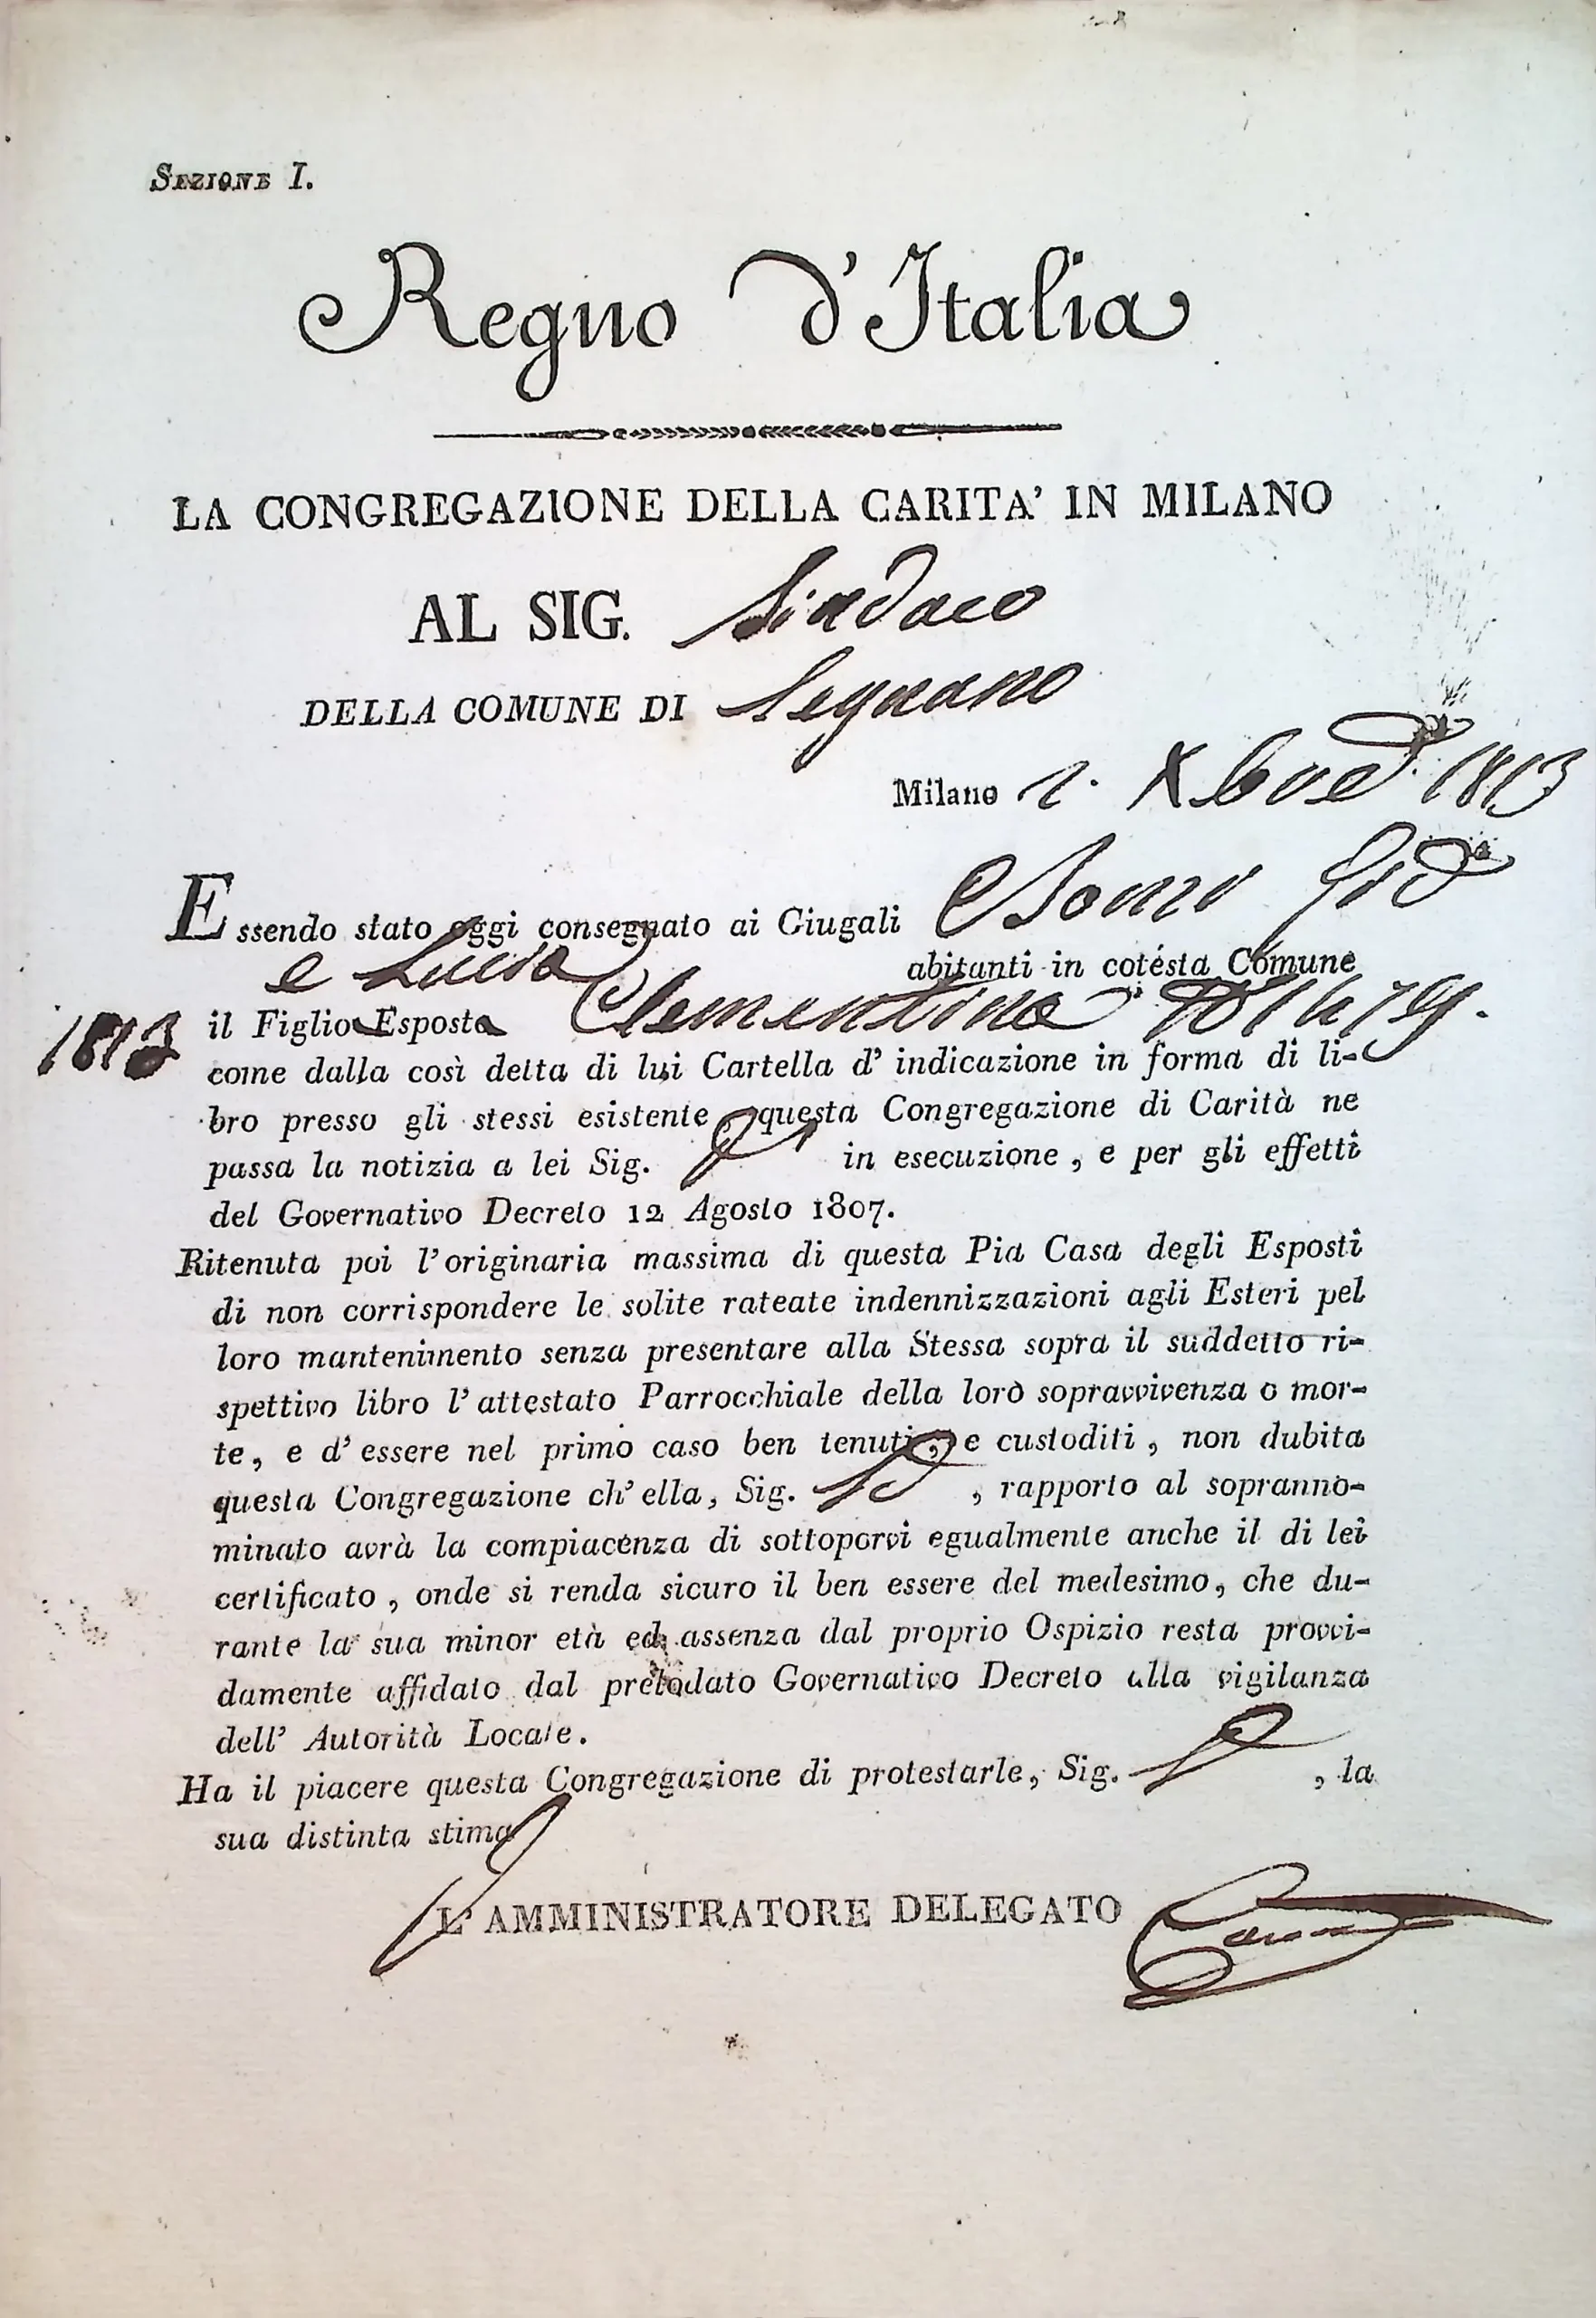 SEZIONE I.
Regno d'Italia
LA CONGREGAZIONE DELLA CARITA' IN MILANO
AL SIG. Sindaco
DELLA COMUNE DI Legnano
Milano Xbre 1813
Essendo stato oggi consegnato ai Giugali
e Lucia abitanti in cotésta Comune
1813 il Figlia Esposta Clementina
come dalla così detta di lui Cartella d' indicazione in forma di li-
bro presso gli stessi esistente, questa Congregazione di Carità ne
passa la notizia a lei Sig. in esecuzione, e per gli effetti
del Governativo Decreto 12 Agosto 1807.
Ritenuta poi l'originaria massima di questa Pia Casa degli Esposti
di non corrispondere le solite rateate indennizzazioni agli Esteri pel
loro mantenimento senza presentare alla Stessa sopra il suddetto ri-
spettivo libro l'attestato Parrocchiale della loro sopravvivenza o mor-
te, e d'essere nel primo caso ben tenuti, e custoditi, non dubita
questa Congregazione ch'ella, Sig. , rapporto al soprannò-
minato avrà la compiacenza di sottoporvi egualmente anche il di lei
certificato, onde si renda sicuro il ben essere del medesimo, che du-
rante la sua minor età ed assenza dal proprio Ospizio resta provvi-
damente affidato dal prelodato Governativo Decreto alla vigilanza
dell' Autorità Locale.
Ha il piacere questa Congregazione di protestarle, Sig. , la
sua distinta stima
L' AMMINISTRATORE DELEGATO